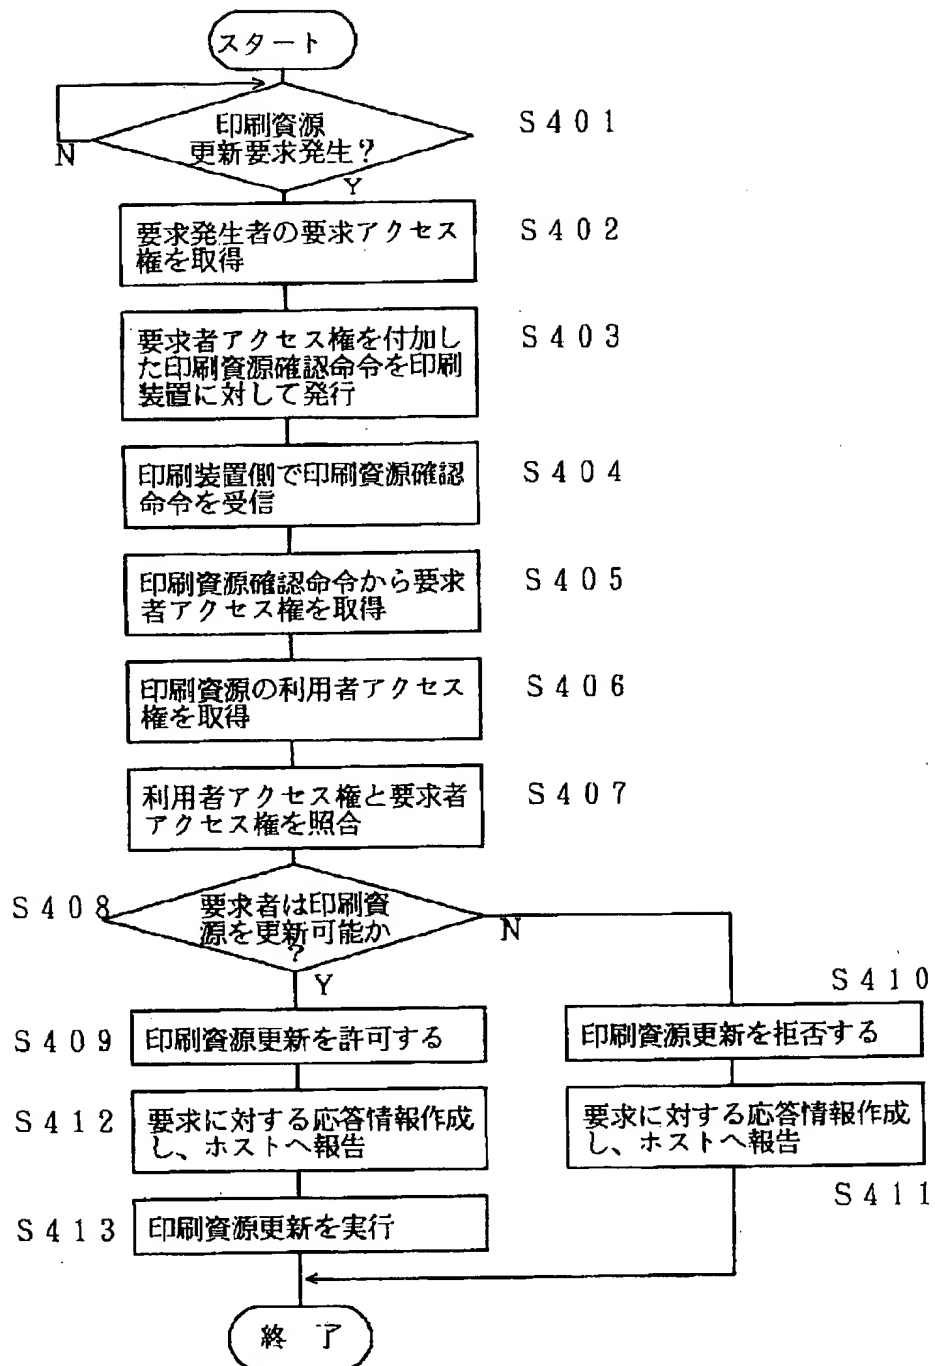 スタート
印刷資源
更新要求発生?
S401
N
Y
要求発生者の要求アクセス
権を取得
S402
要求者アクセス権を付加し
た印刷資源確認命令を印刷
装置に対して発行
S403
印刷装置側で印刷資源確認
命令を受信
S404
印刷資源確認命令から要求
者アクセス権を取得
S405
印刷資源の利用者アクセス
権を取得
S406
利用者アクセス権と要求者
アクセス権を照合
S407
S408
要求者は印刷資
源を更新可能か
?
N
Y
S410
S409
印刷資源更新を許可する
印刷資源更新を拒否する
S412
要求に対する応答情報作成
し、ホストへ報告
要求に対する応答情報作成
し、ホストへ報告
S411
S413
印刷資源更新を実行
終了